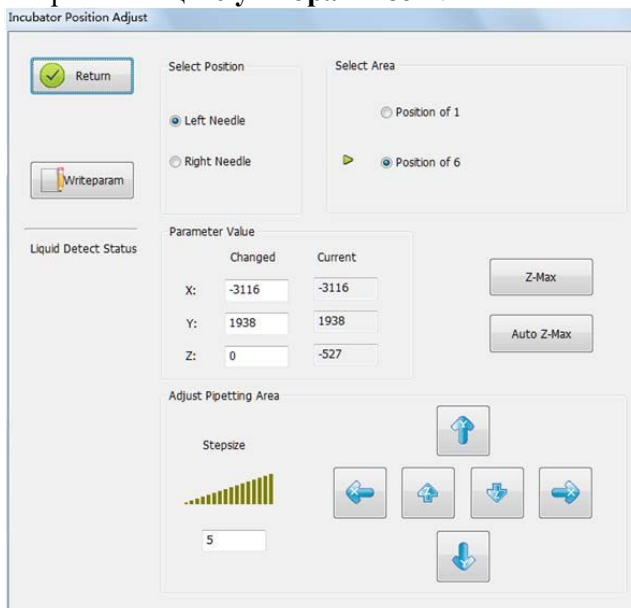 Incubator Position Adjust
Return
Writeparam
Liquid Detect Status
Select Position
Left Needle
Right Needle
Select Area
Position of 1
Position of 6
Parameter Value
Changed Current
X: -3116 -3116
Y: 1938 1938
Z: 0 -527
Z-Max
Auto Z-Max
Adjust Pipetting Area
Stepsize
5
Y
X Z Z X
Y